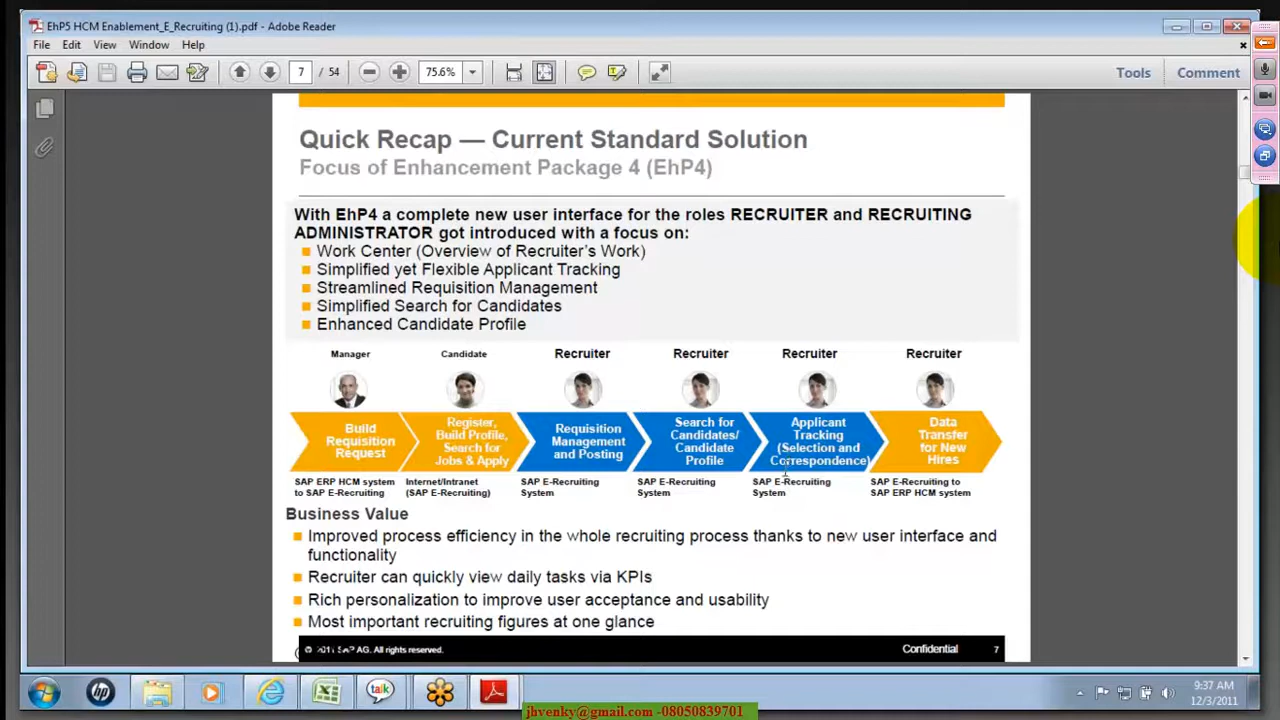 EhP5 HCM Enablement_E_Recruiting (1).pdf - Adobe Reader
File Edit View Window Help
7 / 54 75.6% Tools Comment
Quick Recap — Current Standard Solution
Focus of Enhancement Package 4 (EhP4)
With EhP4 a complete new user interface for the roles RECRUITER and RECRUITING
ADMINISTRATOR got introduced with a focus on:
Work Center (Overview of Recruiter's Work)
Simplified yet Flexible Applicant Tracking
Streamlined Requisition Management
Simplified Search for Candidates
Enhanced Candidate Profile
Manager
Build
Requisition
Request
SAP ERP HCM system
to SAP E-Recruiting
Candidate
Register,
Build Profile,
Search for
Jobs & Apply
Internet/Intranet
(SAP E-Recruiting)
Recruiter
Requisition
Management
and Posting
SAP E-Recruiting
System
Recruiter
Search for
Candidates/
Candidate
Profile
SAP E-Recruiting
System
Recruiter
Applicant
Tracking
(Selection and
Correspondence)
SAP E-Recruiting
System
Recruiter
Data
Transfer
for New
Hires
SAP E-Recruiting to
SAP ERP HCM system
Business Value
Improved process efficiency in the whole recruiting process thanks to new user interface and
functionality
Recruiter can quickly view daily tasks via KPIs
Rich personalization to improve user acceptance and usability
Most important recruiting figures at one glance
© 2011 SAP AG. All rights reserved. Confidential 7
hp talk
9:37 AM
12/3/2011
jhvenky@gmail.com -08050839701